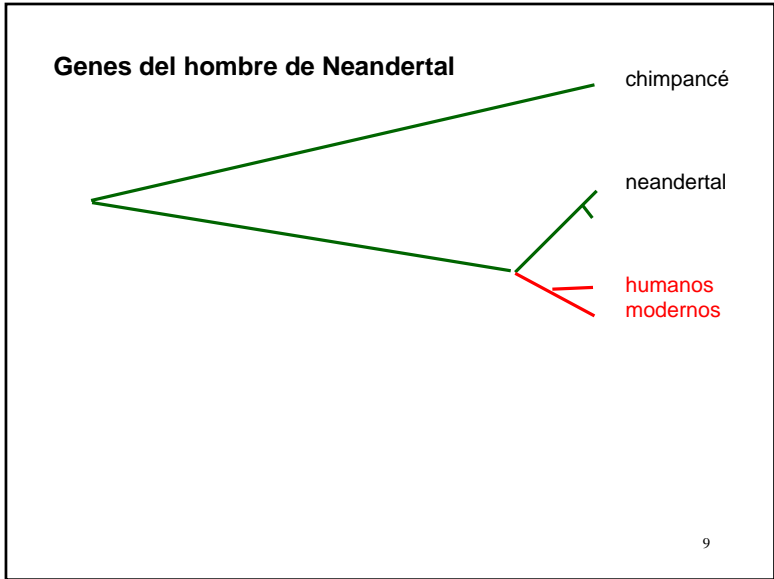 Genes del hombre de Neandertal
chimpancé
neandertal
humanos
modernos
9